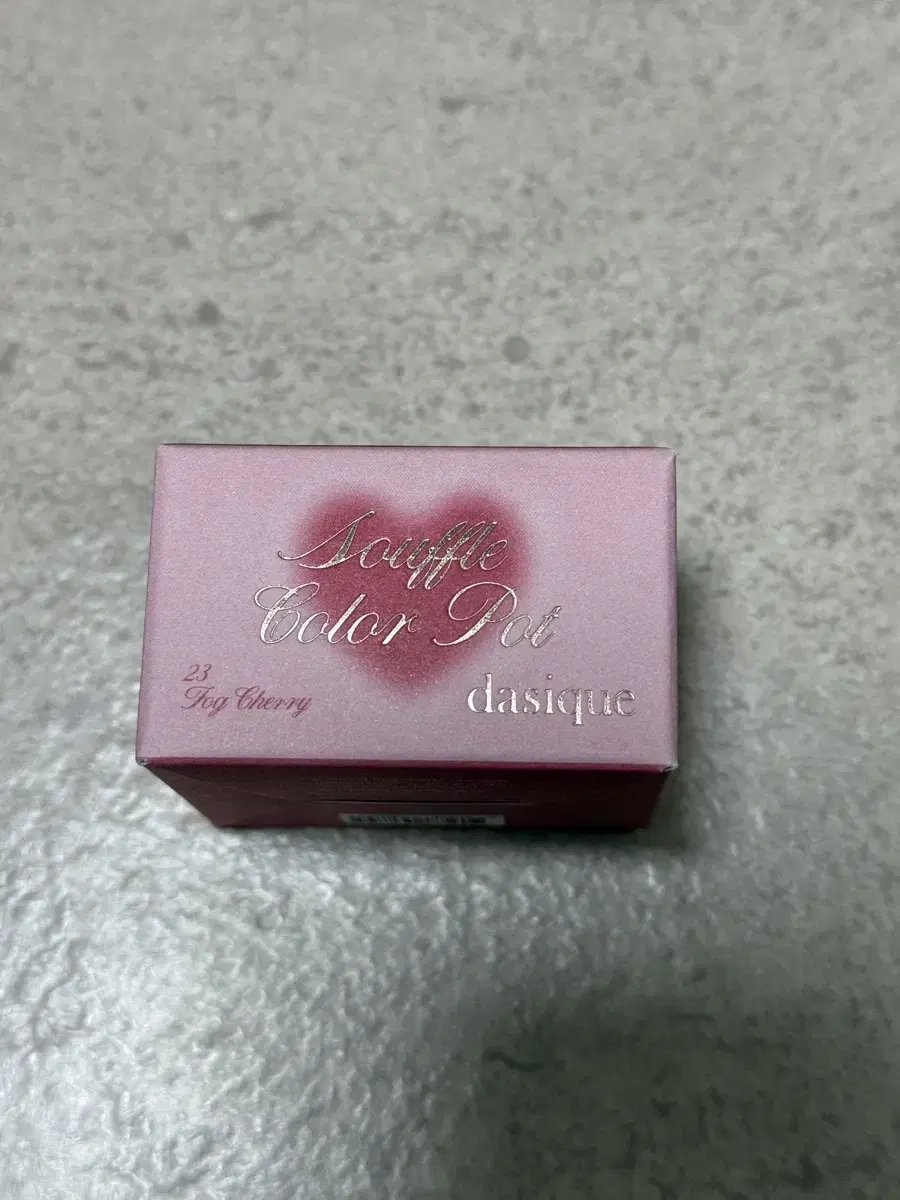 Souffle
Color Pot
23
Fog Cherry
dasique